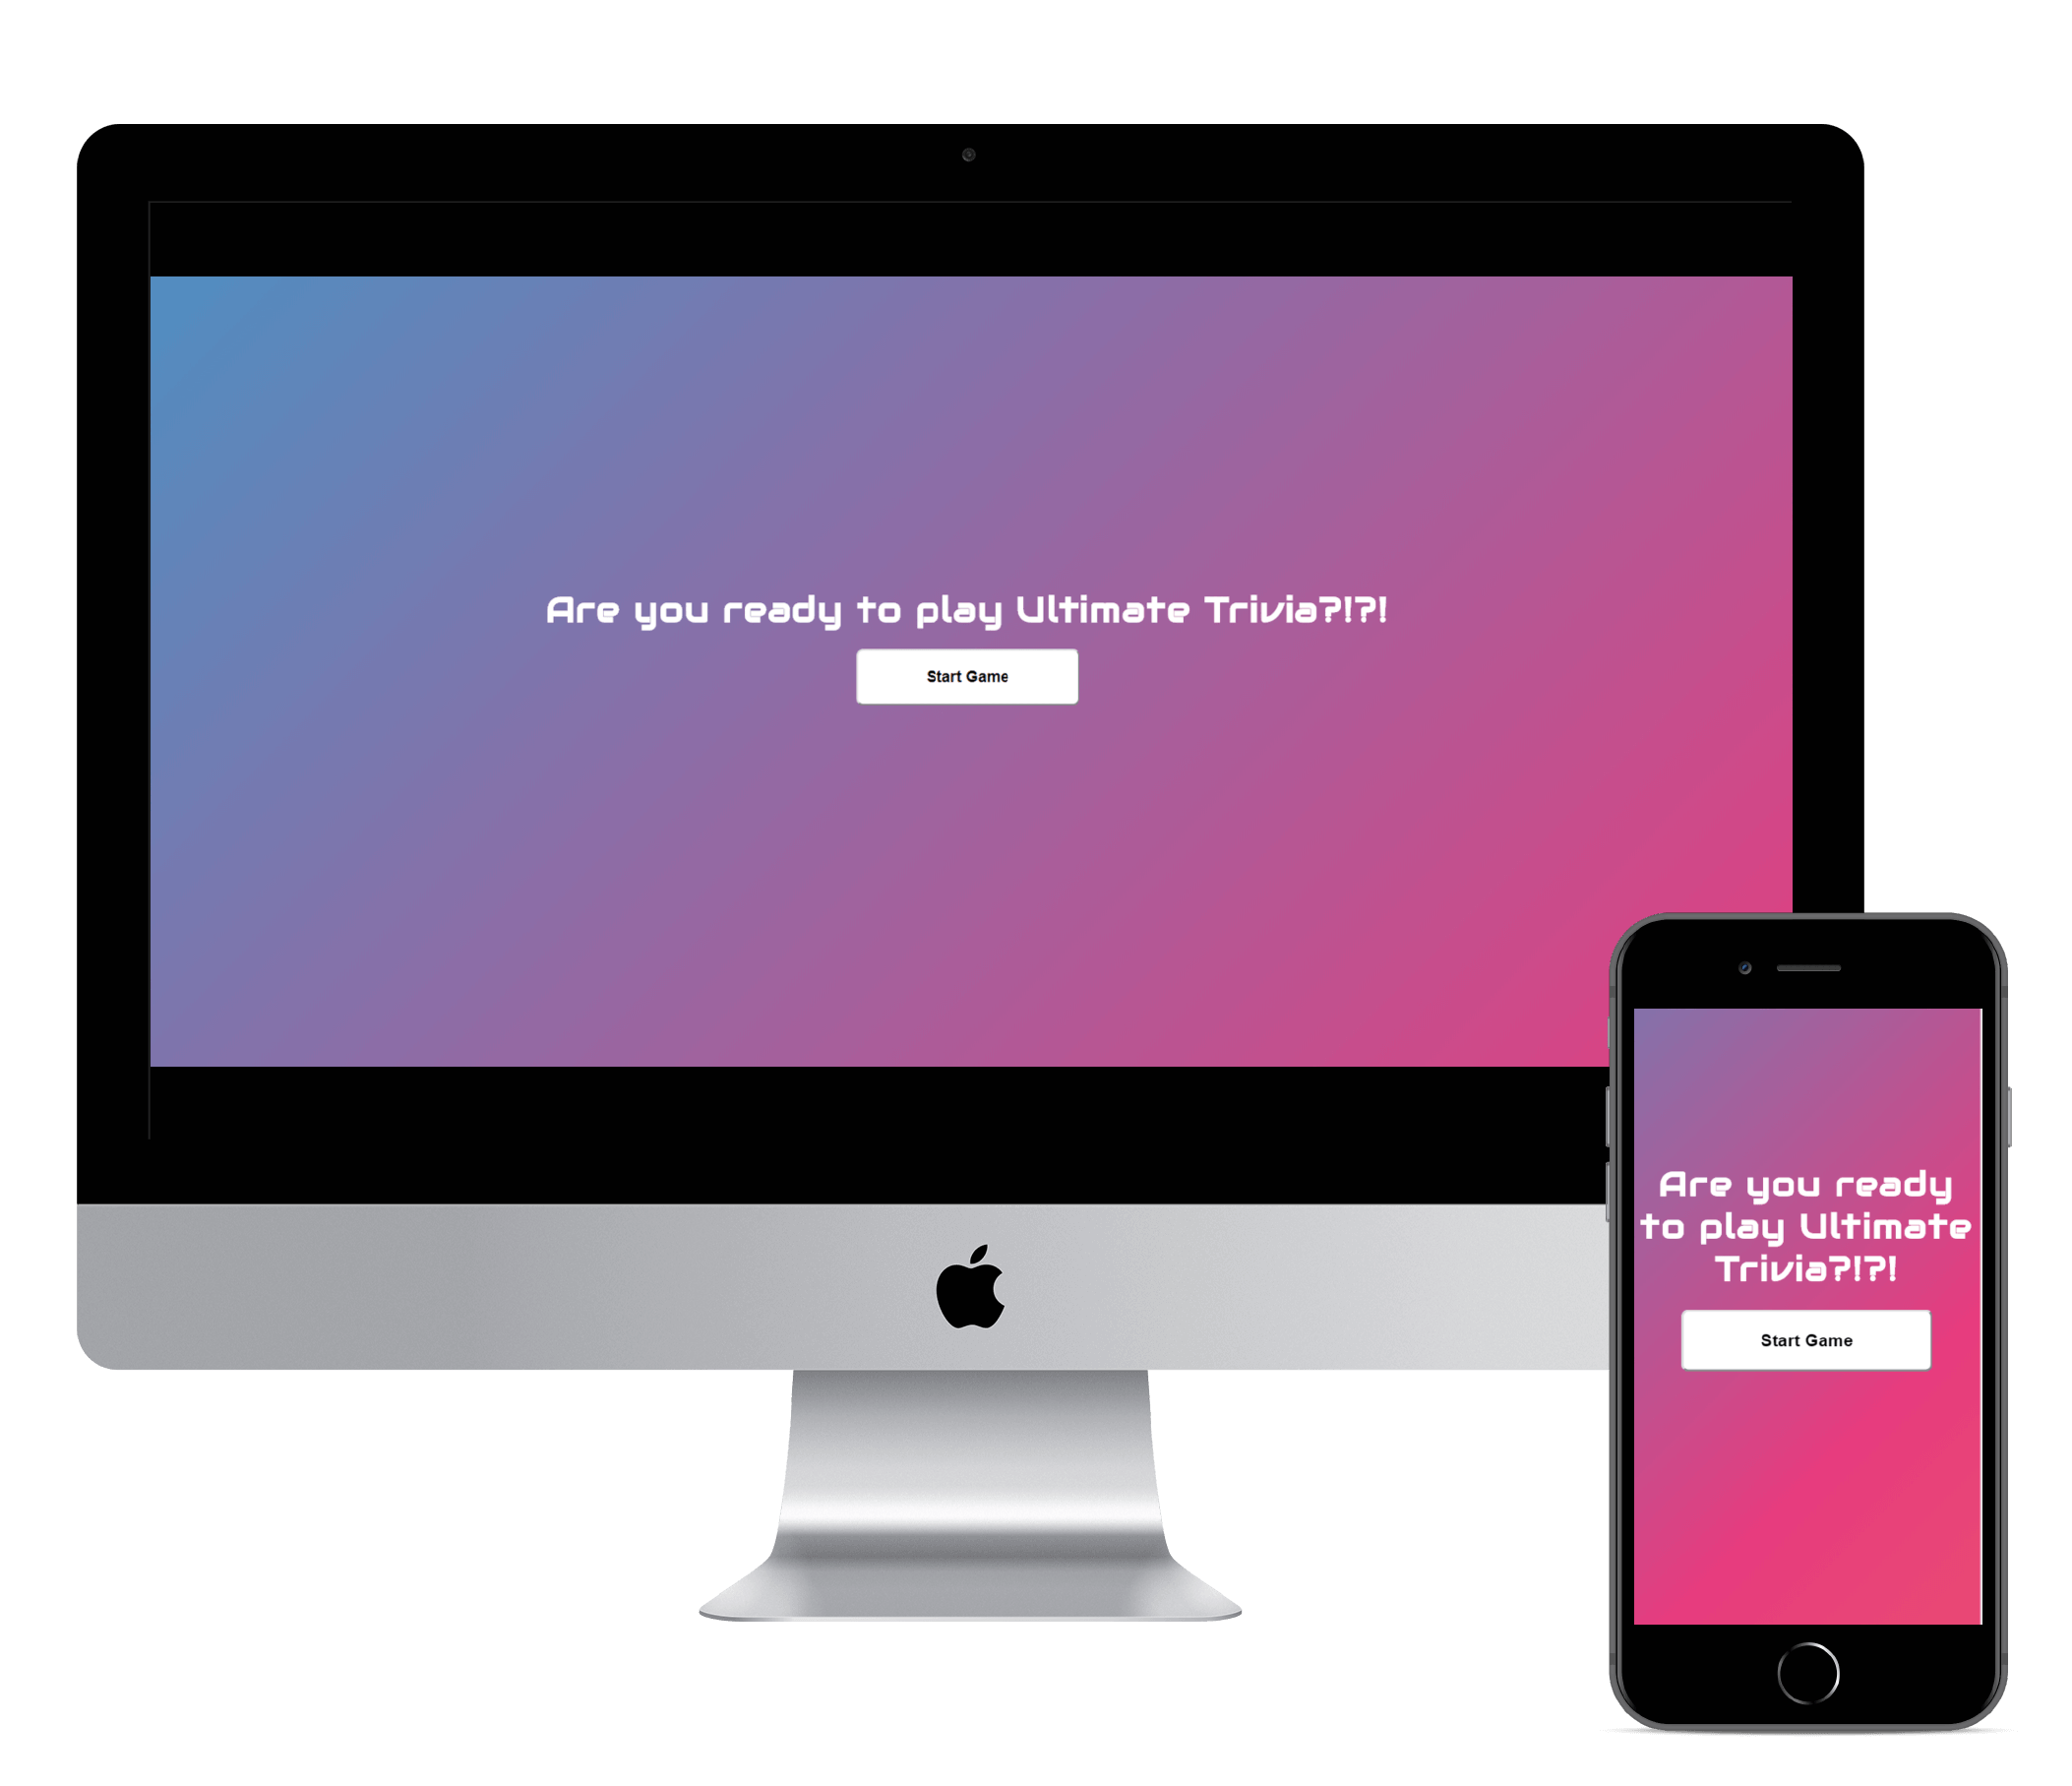 Are you ready to play Ultimate Trivia?!?!
Start Game
Are you ready
to play Ultimate
Trivia?!?!
Start Game